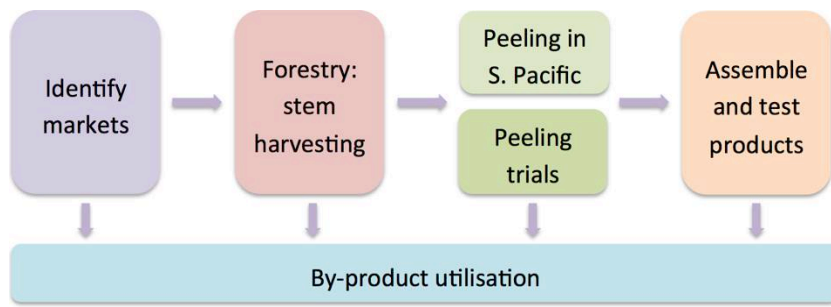 Identify
markets
Forestry:
stem
harvesting
Peeling in
S. Pacific
Peeling
trials
Assemble
and test
products
By-product utilisation